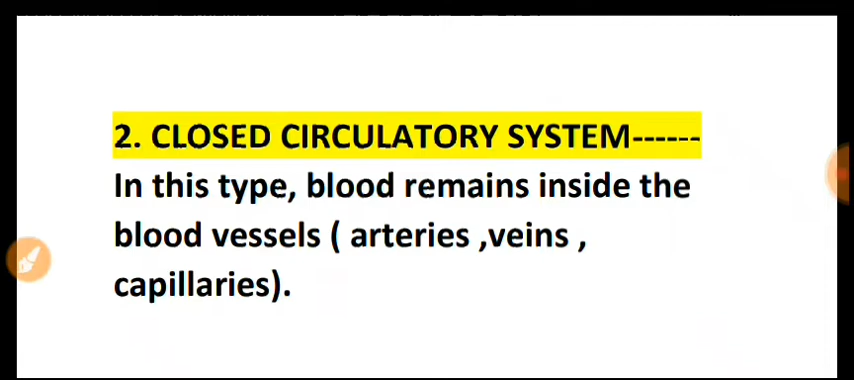 2. CLOSED CIRCULATORY SYSTEM------
In this type, blood remains inside the
blood vessels ( arteries ,veins ,
capillaries).